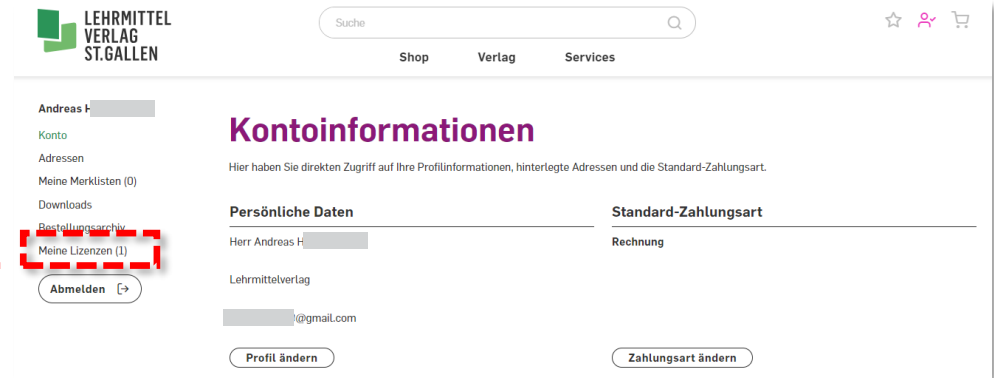 LEHRMITTEL
VERLAG
ST.GALLEN
Suche
Shop Verlag Services
Andreas H
Konto
Adressen
Meine Merklisten (0)
Downloads
Bestellungsarchiv
Meine Lizenzen (1)
Abmelden
Kontoinformationen
Hier haben Sie direkten Zugriff auf Ihre Profilinformationen, hinterlegte Adressen und die Standard-Zahlungsart.
Persönliche Daten
Herr Andreas H
Lehrmittelverlag
@gmail.com
Profil ändern
Standard-Zahlungsart
Rechnung
Zahlungsart ändern